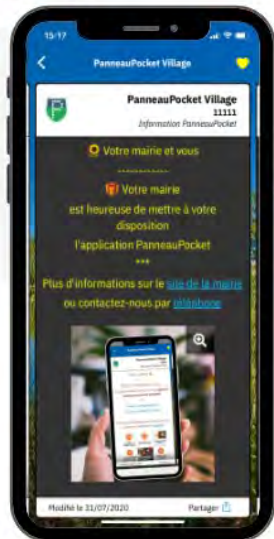 15:17
PanneauPocket Village
PanneauPocket Village
11111
Information PanneauPocket
Votre mairie et vous
------------
Votre mairie
est heureuse de mettre à votre
disposition
l'application PanneauPocket
***
Plus d'informations sur le site de la mairie
ou contactez-nous par téléphone
Modifié le 31/07/2020
Partager